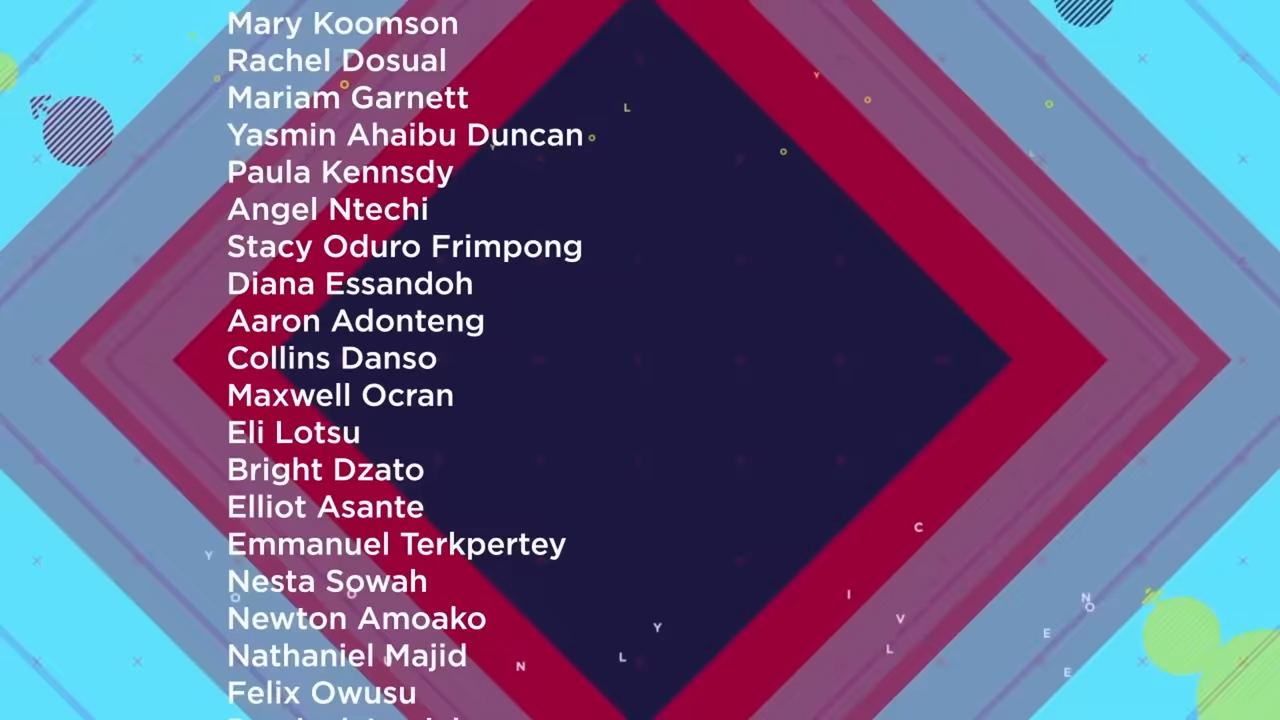 Mary Koomson
Rachel Dosual
Mariam Garnett
Yasmin Ahaibu Duncan
Paula Kennsdy
Angel Ntechi
Stacy Oduro Frimpong
Diana Essandoh
Aaron Adonteng
Collins Danso
Maxwell Ocran
Eli Lotsu
Bright Dzato
Elliot Asante
Emmanuel Terkpertey
Nesta Sowah
Newton Amoako
Nathaniel Majid
Felix Owusu